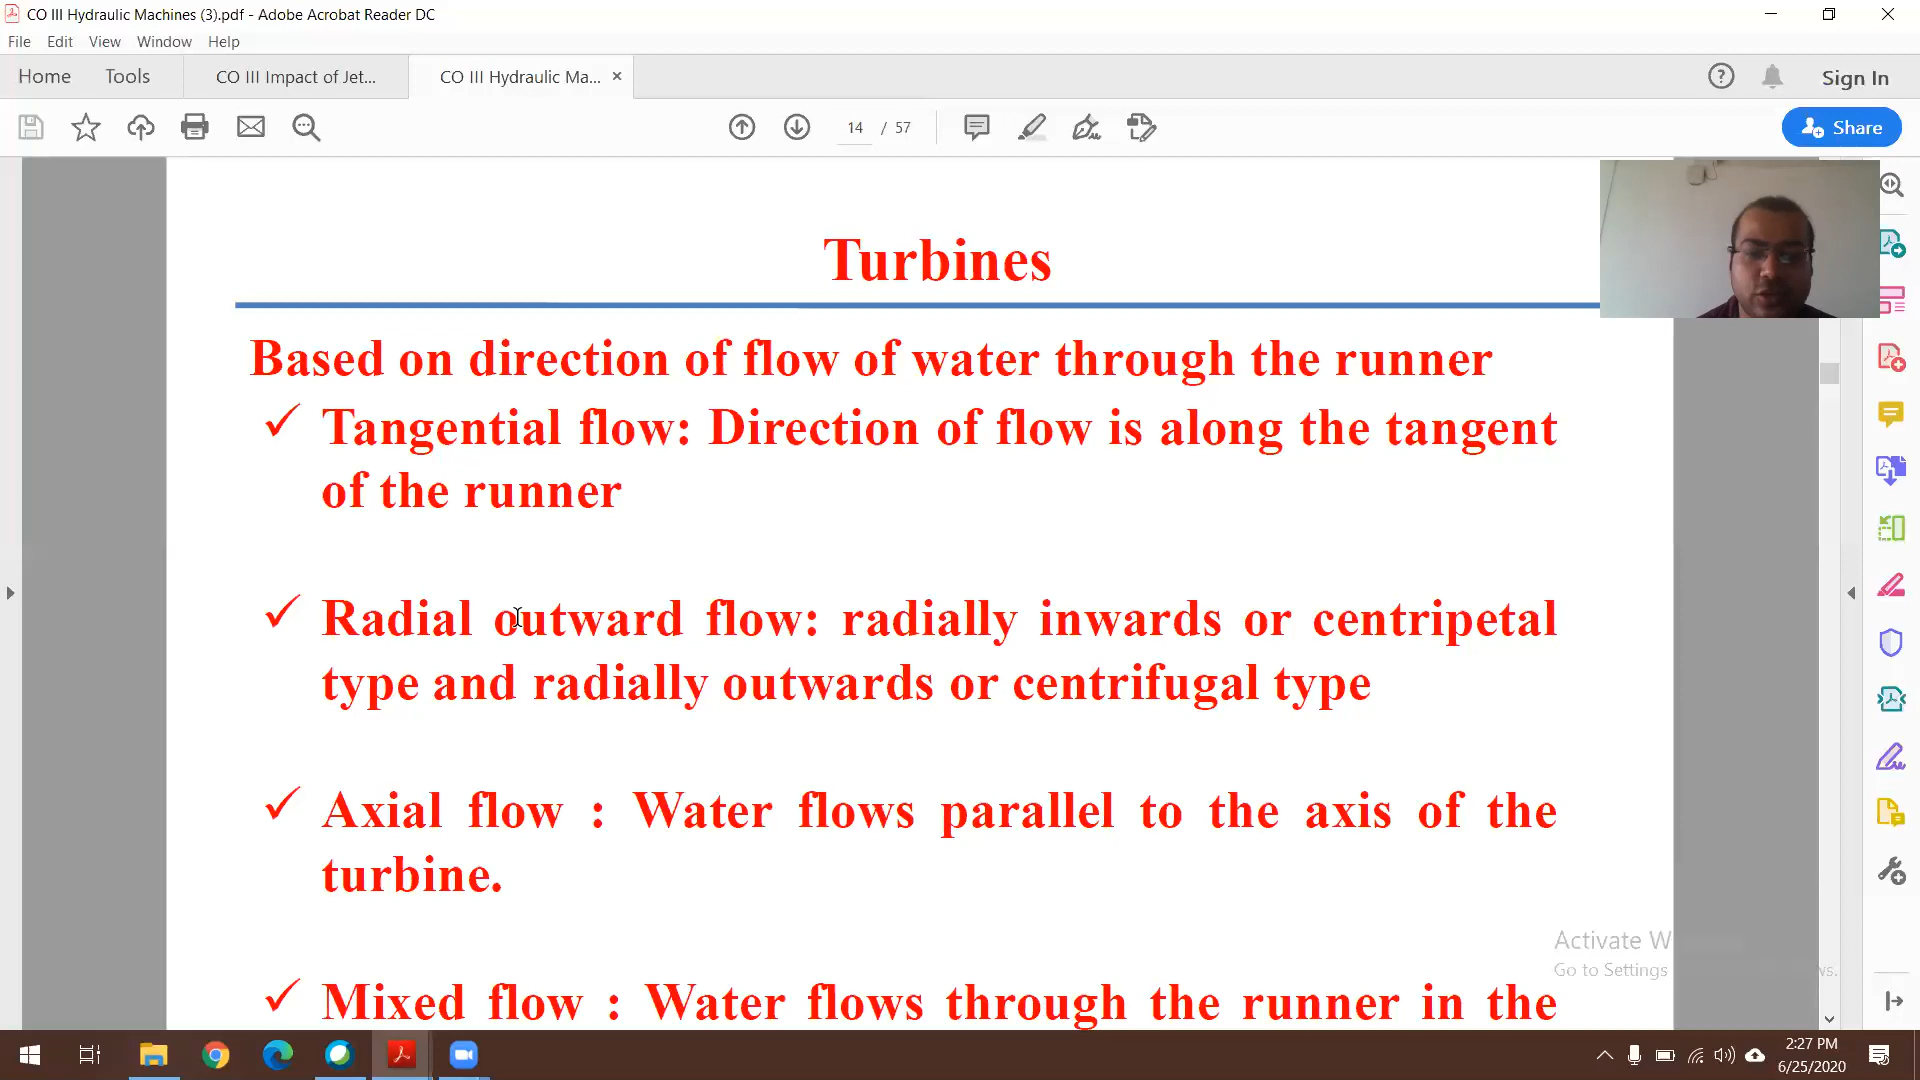 CO III Hydraulic Machines (3).pdf - Adobe Acrobat Reader DC
File Edit View Window Help
Home Tools CO III Impact of Jet... CO III Hydraulic Ma... × Sign In
14 / 57 Share
Turbines
Based on direction of flow of water through the runner
✓ Tangential flow: Direction of flow is along the tangent
of the runner
✓ Radial outward flow: radially inwards or centripetal
type and radially outwards or centrifugal type
✓ Axial flow : Water flows parallel to the axis of the
turbine.
Activate W
Go to Settings ws.
✓ Mixed flow : Water flows through the runner in the
2:27 PM
6/25/2020